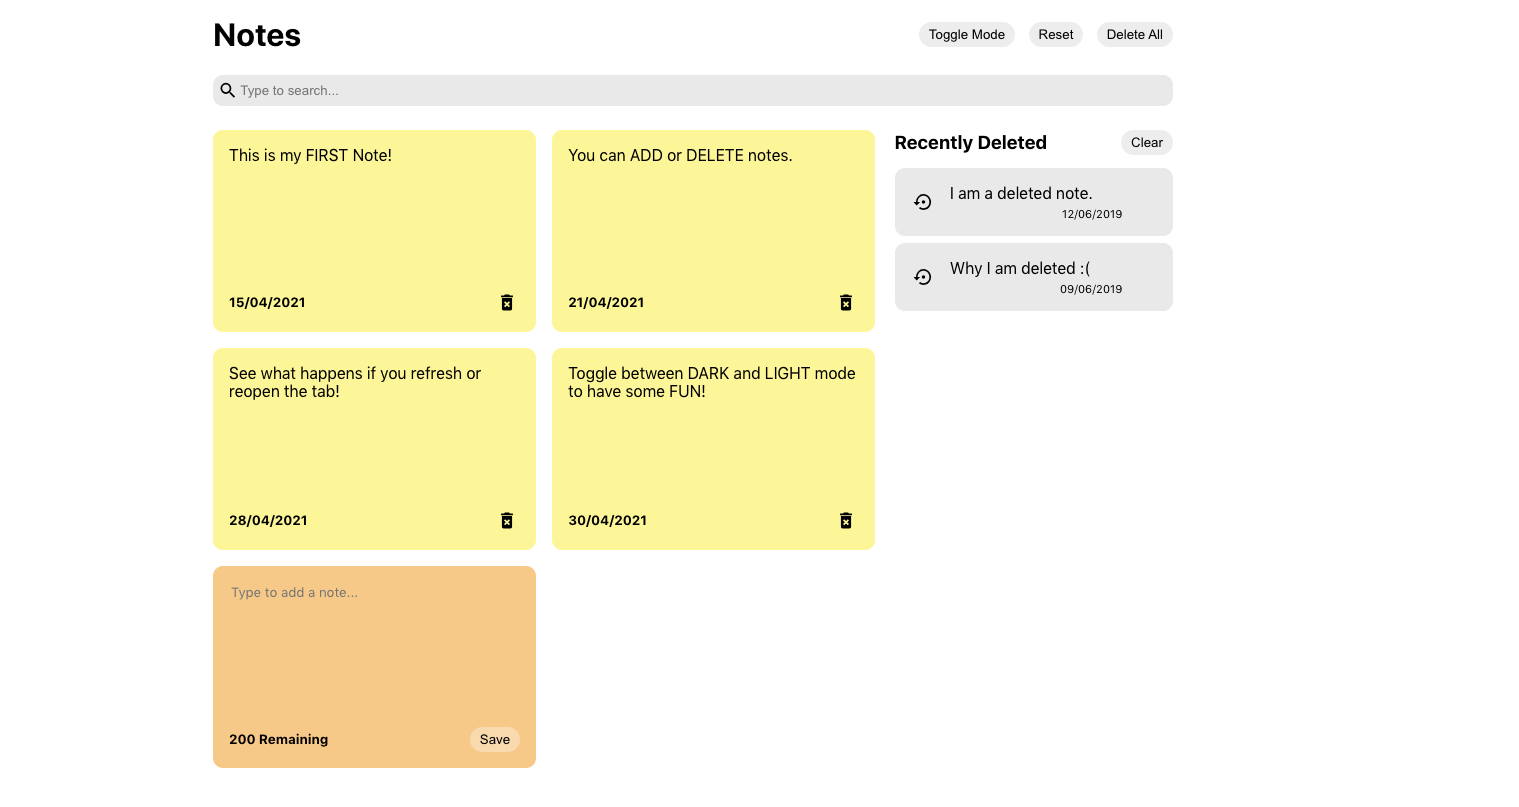 Notes
Toggle Mode
Reset
Delete All
Type to search...
This is my FIRST Note!
15/04/2021
You can ADD or DELETE notes.
21/04/2021
See what happens if you refresh or
reopen the tab!
28/04/2021
Toggle between DARK and LIGHT mode
to have some FUN!
30/04/2021
Type to add a note...
200 Remaining
Save
Recently Deleted
Clear
I am a deleted note.
12/06/2019
Why I am deleted :(
09/06/2019